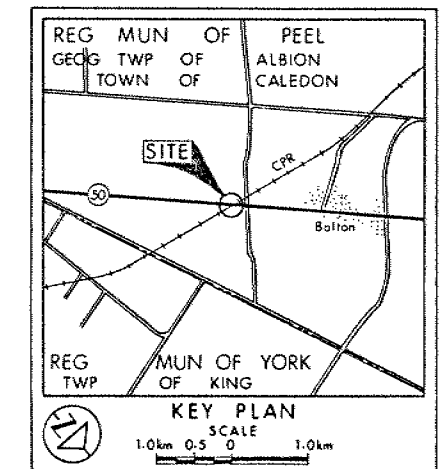 REG MUN OF PEEL
GEOG TWP OF ALBION
TOWN OF CALEDON
SITE
CPR
50
Bolton
REG MUN OF YORK
TWP OF KING
KEY PLAN
SCALE
1.0km 0.5 0 1.0km
N